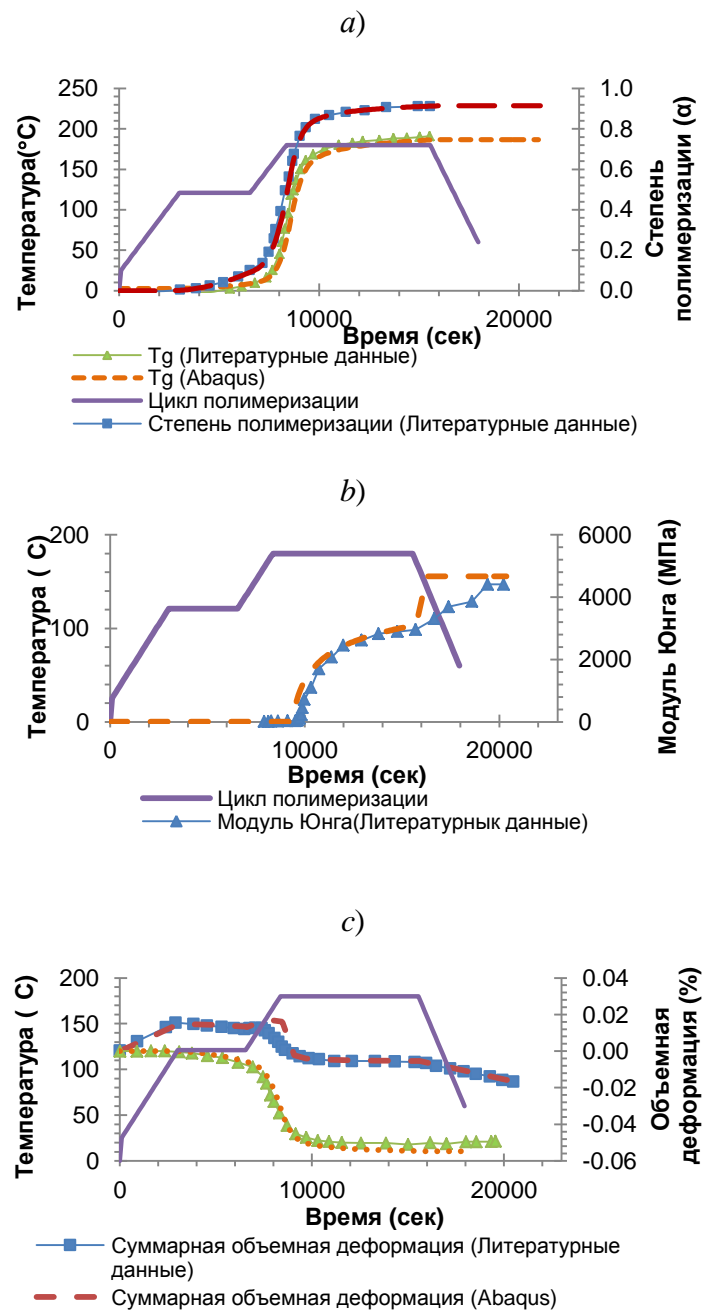 a)
250
200
150
100
50
0
Температура(°C)
1.0
0.8
0.6
0.4
0.2
0.0
Степень
полимеризации (α)
0
10000
20000
Время (сек)
Tg (Литературные данные)
Tg (Abaqus)
Цикл полимеризации
Степень полимеризации (Литературные данные)
b)
200
100
0
Температура ( C)
6000
4000
2000
0
Модуль Юнга (МПа)
0
10000
20000
Время (сек)
Цикл полимеризации
Модуль Юнга(Литературнык данные)
c)
200
150
100
50
0
Температура ( C)
0.04
0.02
0.00
-0.02
-0.04
-0.06
Объемная
деформация (%)
0
10000
20000
Время (сек)
Суммарная объемная деформация (Литературные
данные)
Суммарная объемная деформация (Abaqus)